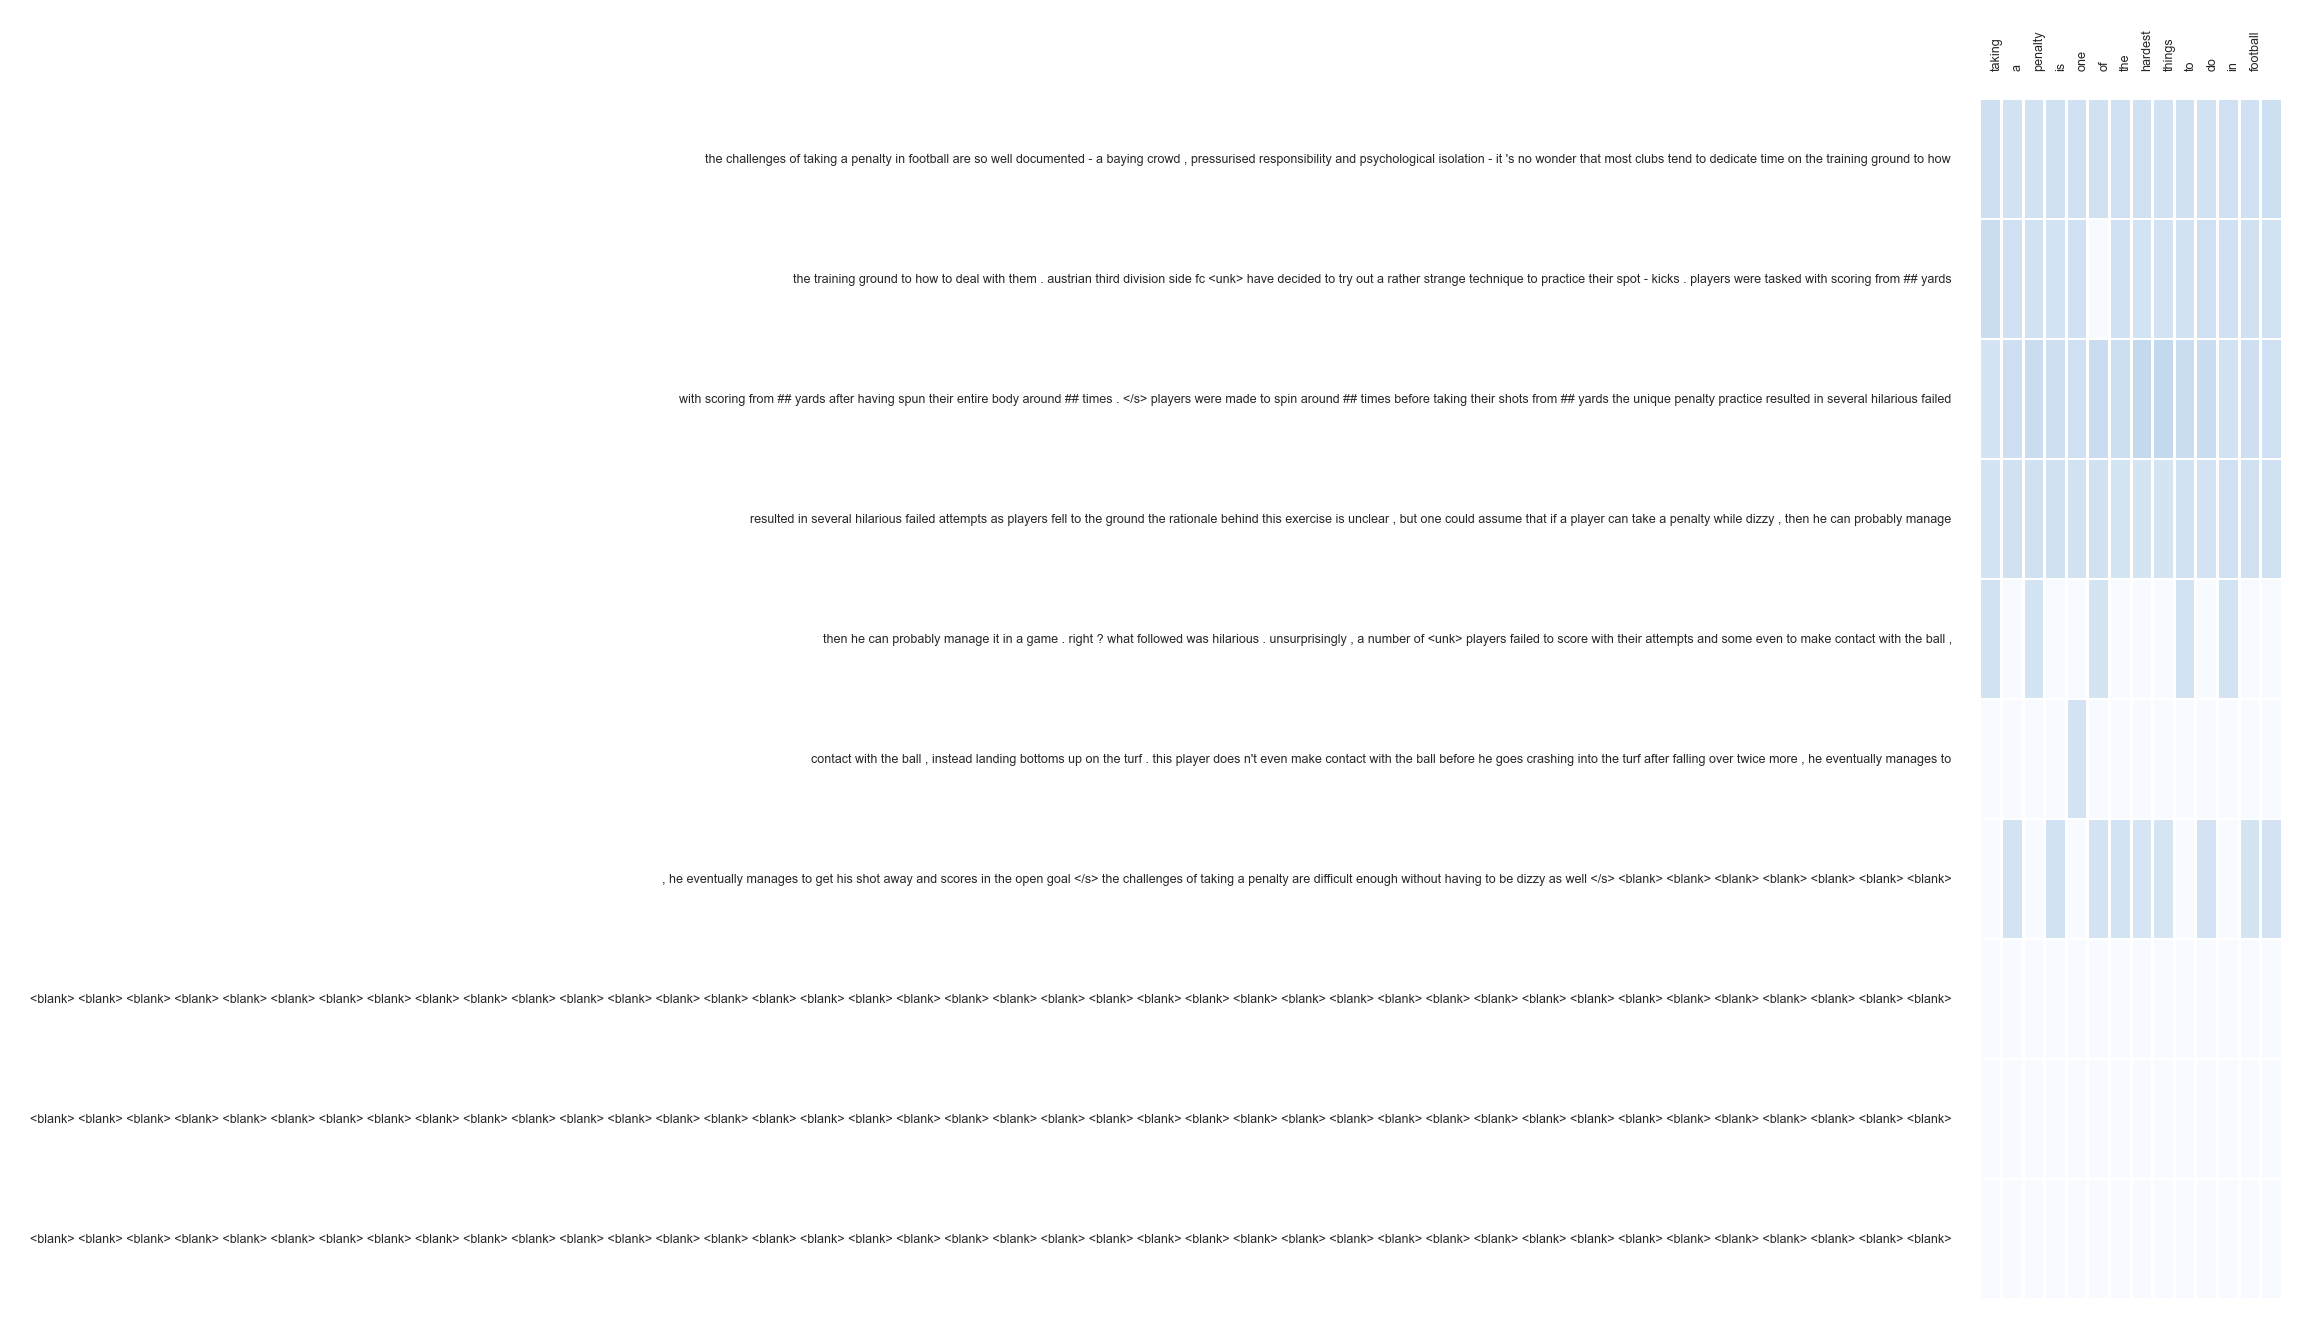 taking
a
penalty
is
one
of
the
hardest
things
to
do
in
football
the challenges of taking a penalty in football are so well documented - a baying crowd , pressurised responsibility and psychological isolation - it 's no wonder that most clubs tend to dedicate time on the training ground to how
the training ground to how to deal with them . austrian third division side fc <unk> have decided to try out a rather strange technique to practice their spot - kicks . players were tasked with scoring from ## yards
with scoring from ## yards after having spun their entire body around ## times . </s> players were made to spin around ## times before taking their shots from ## yards the unique penalty practice resulted in several hilarious failed
resulted in several hilarious failed attempts as players fell to the ground the rationale behind this exercise is unclear , but one could assume that if a player can take a penalty while dizzy , then he can probably manage
then he can probably manage it in a game . right ? what followed was hilarious . unsurprisingly , a number of <unk> players failed to score with their attempts and some even to make contact with the ball ,
contact with the ball , instead landing bottoms up on the turf . this player does n't even make contact with the ball before he goes crashing into the turf after falling over twice more , he eventually manages to
, he eventually manages to get his shot away and scores in the open goal </s> the challenges of taking a penalty are difficult enough without having to be dizzy as well </s> <blank> <blank> <blank> <blank> <blank> <blank> <blank>
<blank> <blank> <blank> <blank> <blank> <blank> <blank> <blank> <blank> <blank> <blank> <blank> <blank> <blank> <blank> <blank> <blank> <blank> <blank> <blank> <blank> <blank> <blank> <blank> <blank> <blank> <blank> <blank> <blank> <blank> <blank> <blank> <blank> <blank> <blank> <blank> <blank> <blank> <blank> <blank>
<blank> <blank> <blank> <blank> <blank> <blank> <blank> <blank> <blank> <blank> <blank> <blank> <blank> <blank> <blank> <blank> <blank> <blank> <blank> <blank> <blank> <blank> <blank> <blank> <blank> <blank> <blank> <blank> <blank> <blank> <blank> <blank> <blank> <blank> <blank> <blank> <blank> <blank> <blank> <blank>
<blank> <blank> <blank> <blank> <blank> <blank> <blank> <blank> <blank> <blank> <blank> <blank> <blank> <blank> <blank> <blank> <blank> <blank> <blank> <blank> <blank> <blank> <blank> <blank> <blank> <blank> <blank> <blank> <blank> <blank> <blank> <blank> <blank> <blank> <blank> <blank> <blank> <blank> <blank> <blank>